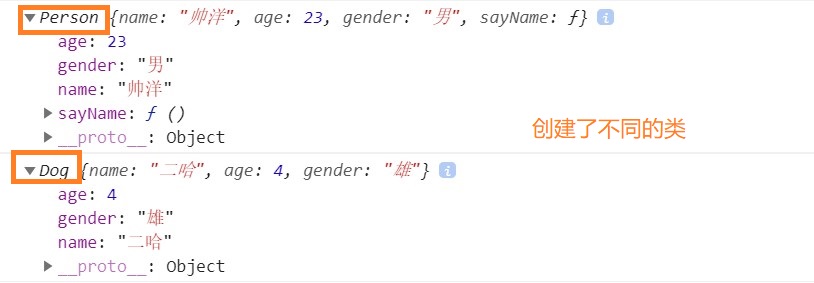 ▼Person {name: "帅洋", age: 23, gender: "男", sayName: ƒ} i
age: 23
gender: "男"
name: "帅洋"
▶sayName: ƒ ()
▶__proto__: Object
创建了不同的类
▼Dog {name: "二哈", age: 4, gender: "雄"} i
age: 4
gender: "雄"
name: "二哈"
▶__proto__: Object